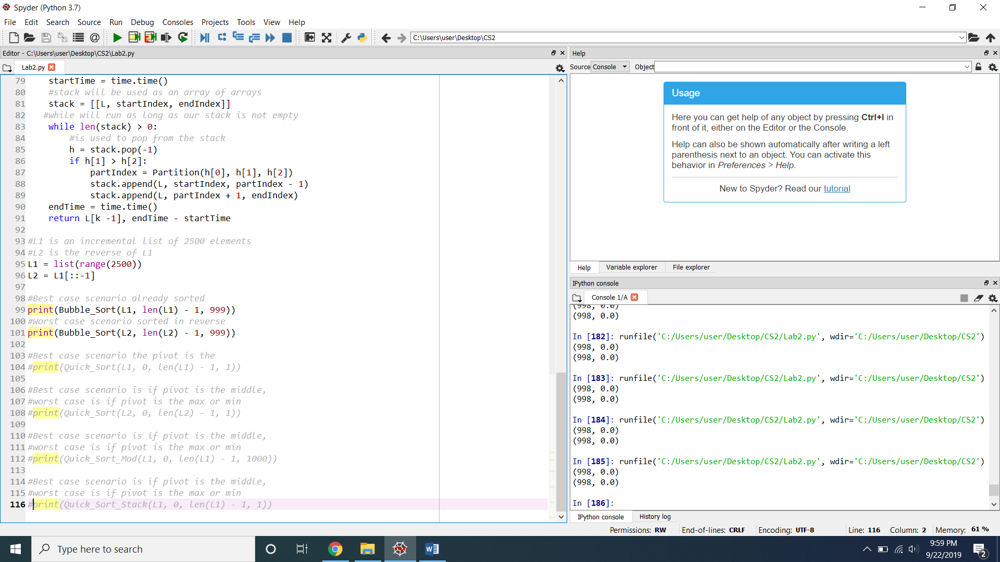 Spyder (Python 3.7)
File Edit Search Source Run Debug Consoles Projects Tools View Help
C:\Users\user\Desktop\CS2
Editor - C:\Users\user\Desktop\CS2\Lab2.py
Lab2.py
79 startTime = time.time()
80 #stack will be used as an array of arrays
81 stack = [[L, startIndex, endIndex]]
82 #while will run as long as our stack is not empty
83 while len(stack) > 0:
84 #is used to pop from the stack
85 h = stack.pop(-1)
86 if h[1] > h[2]:
87 partIndex = Partition(h[0], h[1], h[2])
88 stack.append(L, startIndex, partIndex - 1)
89 stack.append(L, partIndex + 1, endIndex)
90 endTime = time.time()
91 return L[k -1], endTime - startTime
92
93 #L1 is an incremental list of 2500 elements
94 #L2 is the reverse of L1
95 L1 = list(range(2500))
96 L2 = L1[::-1]
97
98 #Best case scenario already sorted
99 print(Bubble_Sort(L1, len(L1) - 1, 999))
100 #Worst case scenario sorted in reverse
101 print(Bubble_Sort(L2, len(L2) - 1, 999))
102
103 #Best case scenario the pivot is the
104 #print(Quick_Sort(L1, 0, len(L1) - 1, 1))
105
106 #Best case scenario is if pivot is the middle,
107 #worst case is if pivot is the max or min
108 #print(Quick_Sort(L2, 0, len(L2) - 1, 1))
109
110 #Best case scenario is if pivot is the middle,
111 #worst case is if pivot is the max or min
112 #print(Quick_Sort_Mod(L1, 0, len(L1) - 1, 1000))
113
114 #Best case scenario is if pivot is the middle,
115 #worst case is if pivot is the max or min
116 #print(Quick_Sort_Stack(L1, 0, len(L1) - 1, 1))
Help
Source Console Object
Usage
Here you can get help of any object by pressing Ctrl+I in
front of it, either on the Editor or the Console.
Help can also be shown automatically after writing a left
parenthesis next to an object. You can activate this
behavior in Preferences > Help.
New to Spyder? Read our tutorial
Help Variable explorer File explorer
IPython console
Console 1/A
(998, 0.0)
(998, 0.0)
In [182]: runfile('C:/Users/user/Desktop/CS2/Lab2.py', wdir='C:/Users/user/Desktop/CS2')
(998, 0.0)
(998, 0.0)
In [183]: runfile('C:/Users/user/Desktop/CS2/Lab2.py', wdir='C:/Users/user/Desktop/CS2')
(998, 0.0)
(998, 0.0)
In [184]: runfile('C:/Users/user/Desktop/CS2/Lab2.py', wdir='C:/Users/user/Desktop/CS2')
(998, 0.0)
(998, 0.0)
In [185]: runfile('C:/Users/user/Desktop/CS2/Lab2.py', wdir='C:/Users/user/Desktop/CS2')
(998, 0.0)
(998, 0.0)
In [186]:
IPython console History log
Permissions: RW End-of-lines: CRLF Encoding: UTF-8 Line: 116 Column: 2 Memory: 61 %
Type here to search
9:59 PM
9/22/2019
2